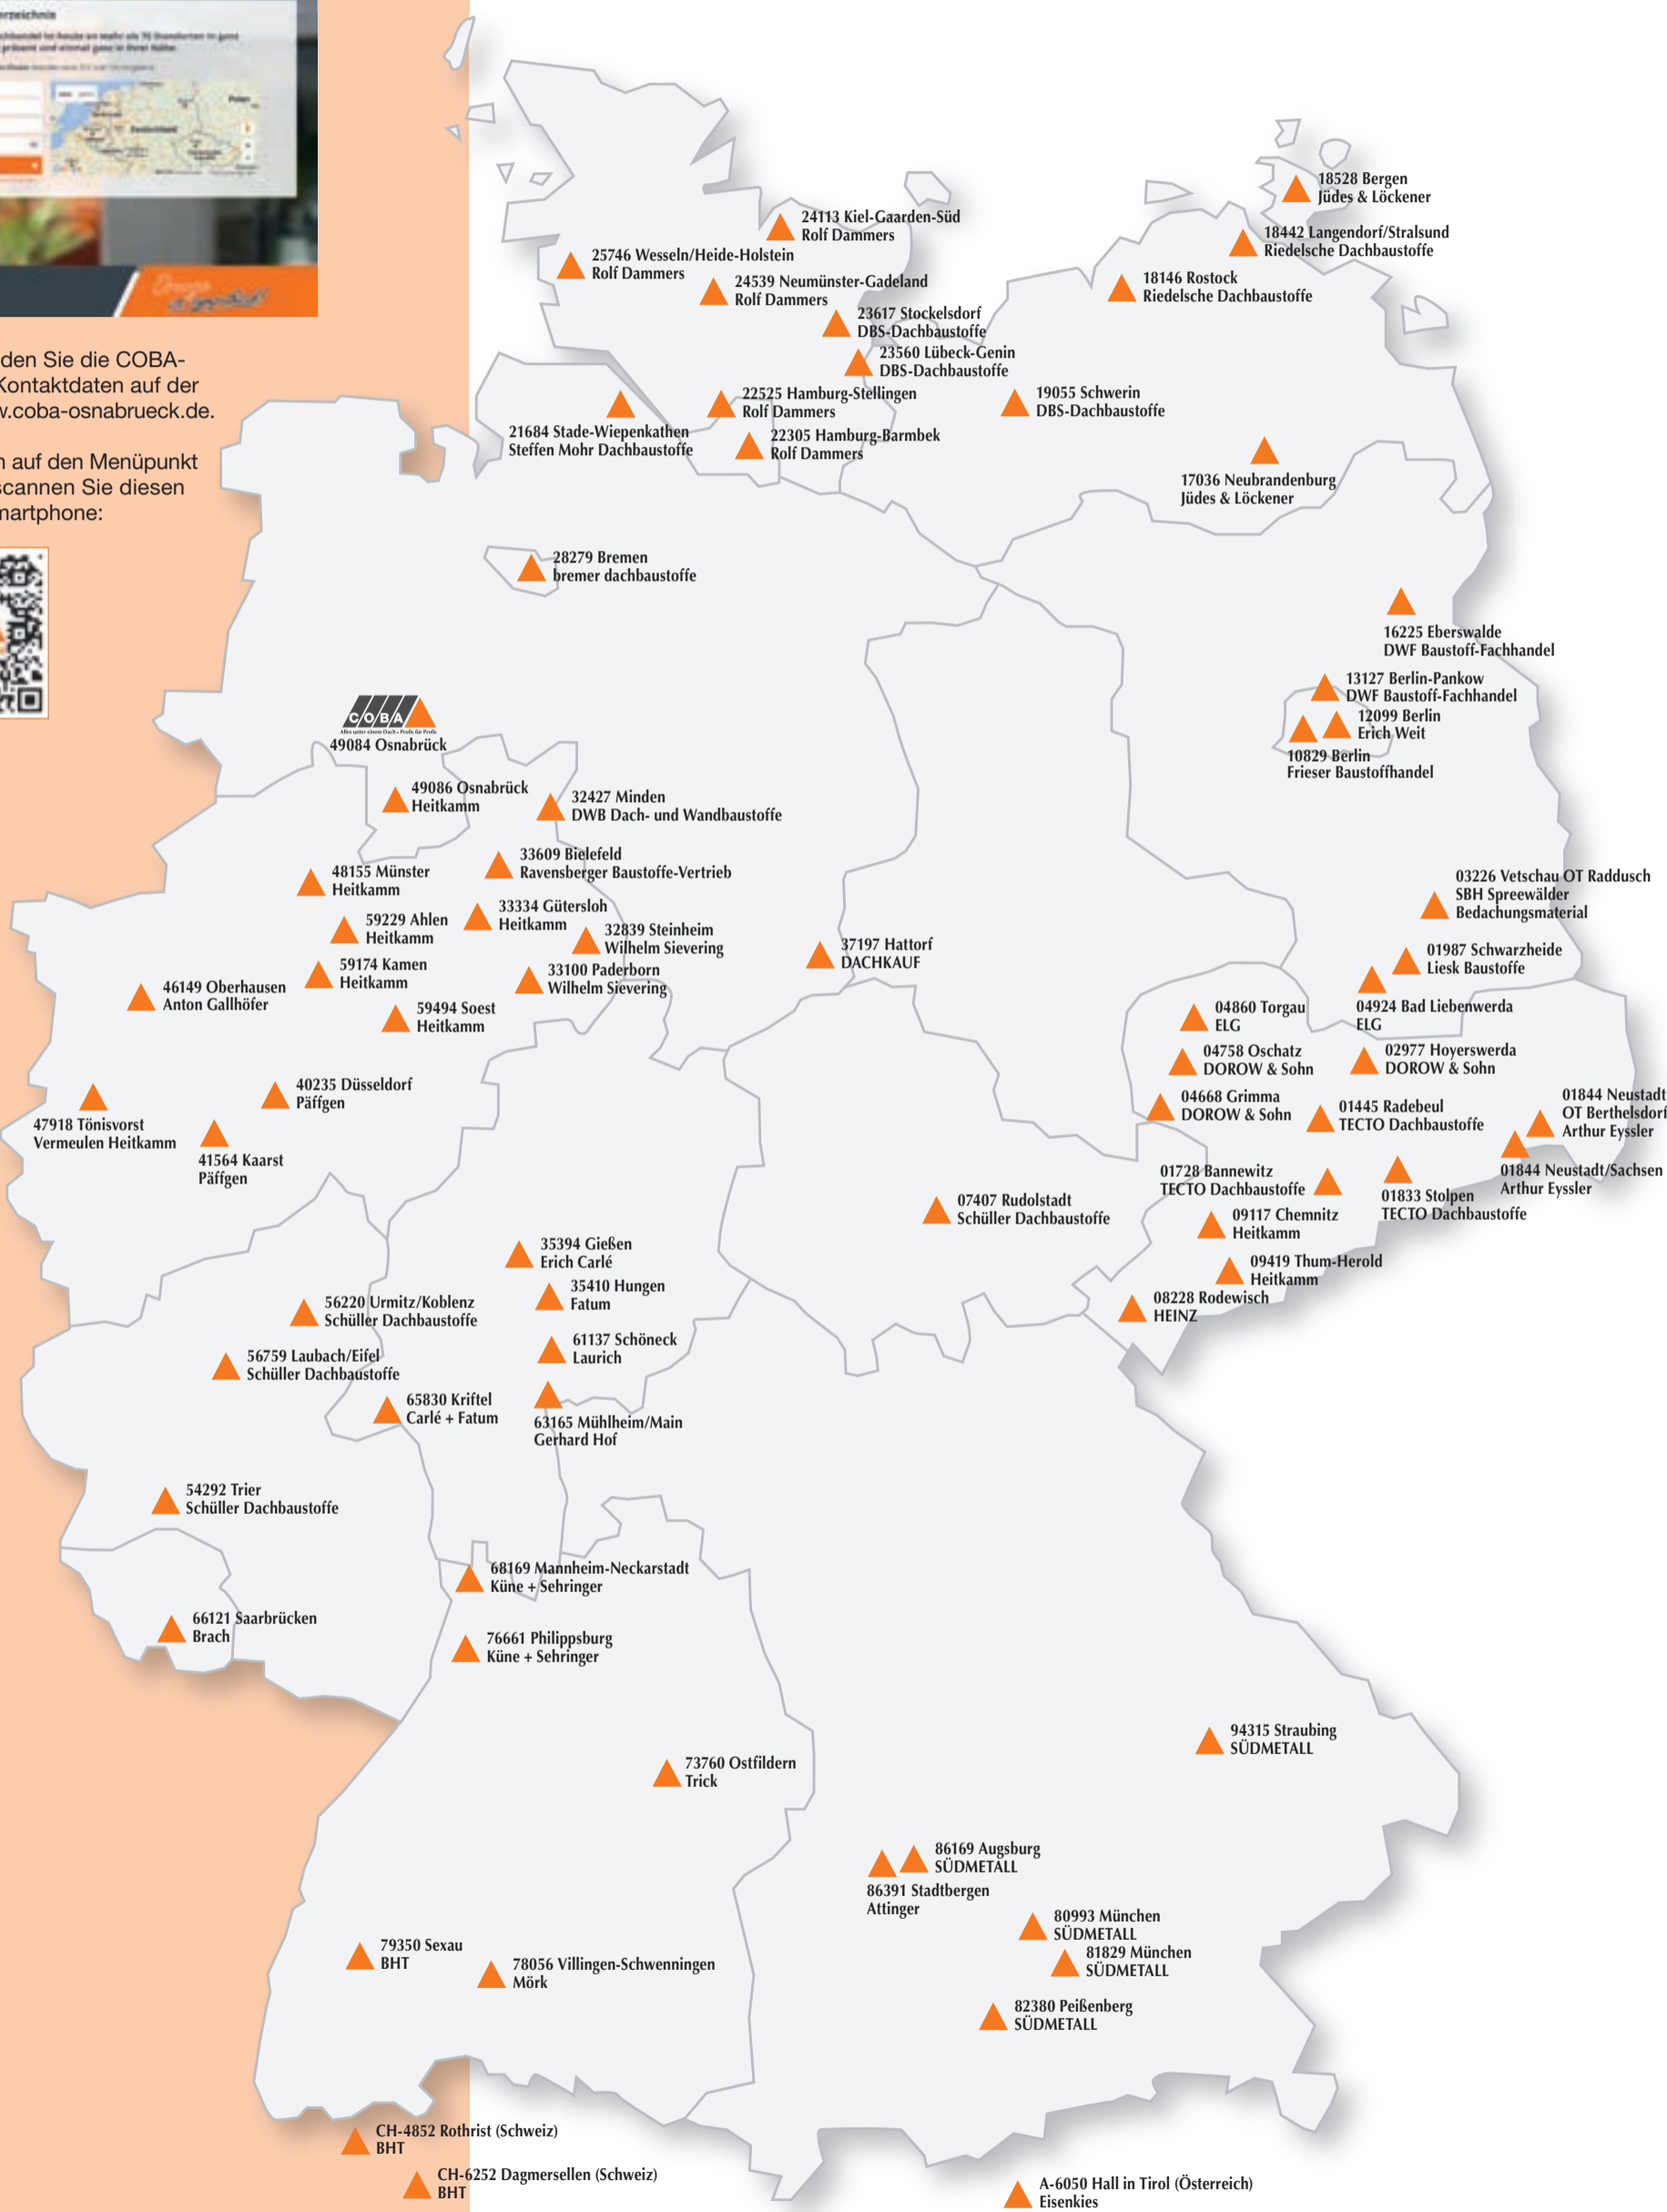 erzeichnis
den Sie die COBA-
Kontaktdaten auf der
w.coba-osnabrueck.de.
n auf den Menüpunkt
scannen Sie diesen
martphone:
18528 Bergen
Jüdes & Löckener
24113 Kiel-Gaarden-Süd
Rolf Dammers
18442 Langendorf/Stralsund
Riedelsche Dachbaustoffe
25746 Wesseln/Heide-Holstein
Rolf Dammers
24539 Neumünster-Gadeland
Rolf Dammers
18146 Rostock
Riedelsche Dachbaustoffe
23617 Stockelsdorf
DBS-Dachbaustoffe
23560 Lübeck-Genin
DBS-Dachbaustoffe
22525 Hamburg-Stellingen
Rolf Dammers
19055 Schwerin
DBS-Dachbaustoffe
21684 Stade-Wiepenkathen
Steffen Mohr Dachbaustoffe
22305 Hamburg-Barmbek
Rolf Dammers
17036 Neubrandenburg
Jüdes & Löckener
28279 Bremen
bremer dachbaustoffe
16225 Eberswalde
DWF Baustoff-Fachhandel
13127 Berlin-Pankow
DWF Baustoff-Fachhandel
12099 Berlin
Erich Weit
10829 Berlin
Frieser Baustoffhandel
COBA
Alles unter einem Dach • Profis für Profis
49084 Osnabrück
49086 Osnabrück
Heitkamm
32427 Minden
DWB Dach- und Wandbaustoffe
33609 Bielefeld
Ravensberger Baustoffe-Vertrieb
48155 Münster
Heitkamm
03226 Vetschau OT Raddusch
SBH Spreewälder
Bedachungsmaterial
33334 Gütersloh
Heitkamm
59229 Ahlen
Heitkamm
32839 Steinheim
Wilhelm Sievering
37197 Hattorf
DACHKAUF
01987 Schwarzheide
Liesk Baustoffe
59174 Kamen
Heitkamm
33100 Paderborn
Wilhelm Sievering
46149 Oberhausen
Anton Gallhöfer
59494 Soest
Heitkamm
04860 Torgau
ELG
04924 Bad Liebenwerda
ELG
04758 Oschatz
DOROW & Sohn
02977 Hoyerswerda
DOROW & Sohn
40235 Düsseldorf
Päffgen
04668 Grimma
DOROW & Sohn
01445 Radebeul
TECTO Dachbaustoffe
01844 Neustadt
OT Berthelsdorf
Arthur Eyssler
47918 Tönisvorst
Vermeulen Heitkamm
41564 Kaarst
Päffgen
01728 Bannewitz
TECTO Dachbaustoffe
01844 Neustadt/Sachsen
Arthur Eyssler
01833 Stolpen
TECTO Dachbaustoffe
07407 Rudolstadt
Schüller Dachbaustoffe
09117 Chemnitz
Heitkamm
35394 Gießen
Erich Carlé
09419 Thum-Herold
Heitkamm
35410 Hungen
Fatum
08228 Rodewisch
HEINZ
56220 Urmitz/Koblenz
Schüller Dachbaustoffe
61137 Schöneck
Laurich
56759 Laubach/Eifel
Schüller Dachbaustoffe
65830 Kriftel
Carlé + Fatum
63165 Mühlheim/Main
Gerhard Hof
54292 Trier
Schüller Dachbaustoffe
68169 Mannheim-Neckarstadt
Küne + Sehringer
66121 Saarbrücken
Brach
76661 Philippsburg
Küne + Sehringer
94315 Straubing
SÜDMETALL
73760 Ostfildern
Trick
86169 Augsburg
SÜDMETALL
86391 Stadtbergen
Attinger
80993 München
SÜDMETALL
79350 Sexau
BHT
81829 München
SÜDMETALL
78056 Villingen-Schwenningen
Mörk
82380 Peißenberg
SÜDMETALL
CH-4852 Rothrist (Schweiz)
BHT
CH-6252 Dagmersellen (Schweiz)
BHT
A-6050 Hall in Tirol (Österreich)
Eisenkies